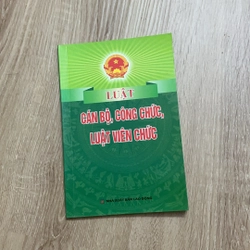 LUẬT
CÁN BỘ, CÔNG CHỨC,
LUẬT VIÊN CHỨC